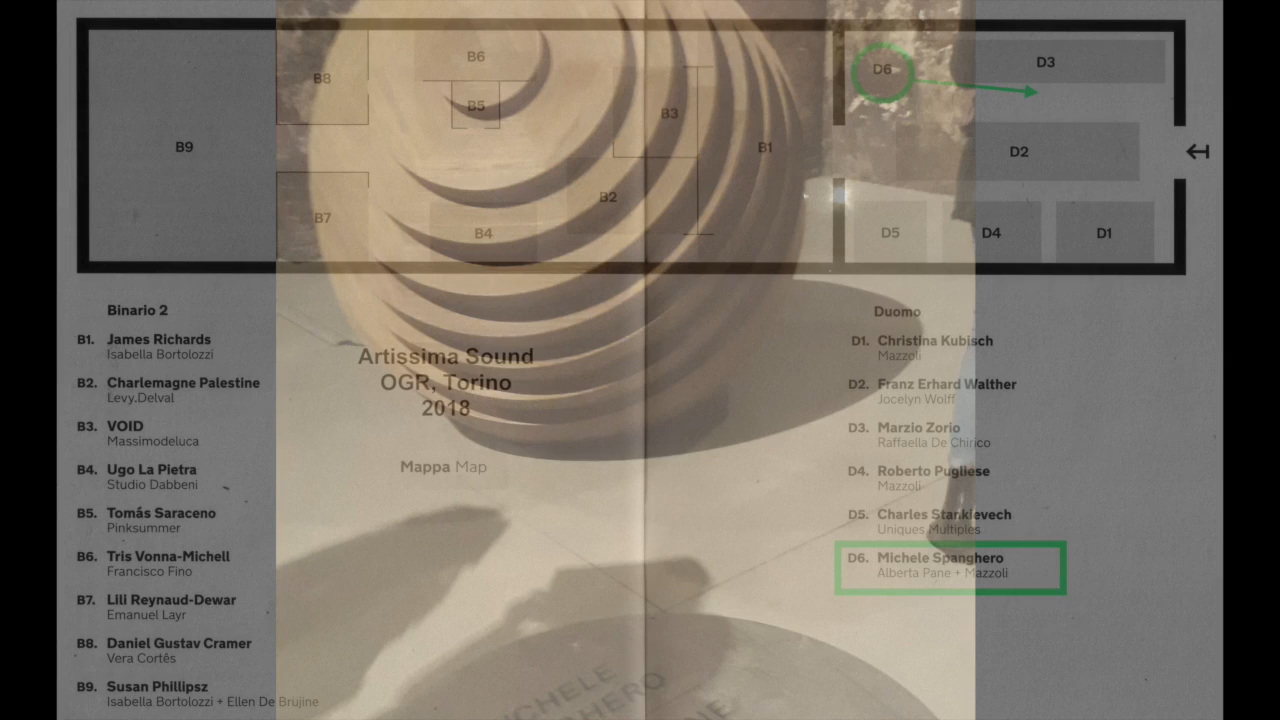 B9
B8
B6
B5
B3
B1
B2
B7
B4
D6
D3
D2
D5
D4
D1
Binario 2
B1. James Richards
Isabella Bortolozzi
B2. Charlemagne Palestine
Levy.Delval
B3. VOID
Massimodeluca
B4. Ugo La Pietra
Studio Dabbeni
B5. Tomás Saraceno
Pinksummer
B6. Tris Vonna-Michell
Francisco Fino
B7. Lili Reynaud-Dewar
Emanuel Layr
B8. Daniel Gustav Cramer
Vera Cortês
B9. Susan Phillipsz
Isabella Bortolozzi + Ellen De Brujine
Artissima Sound
OGR, Torino
2018
Mappa Map
Duomo
D1. Christina Kubisch
Mazzoli
D2. Franz Erhard Walther
Jocelyn Wolff
D3. Marzio Zorio
Raffaella De Chirico
D4. Roberto Pugliese
Mazzoli
D5. Charles Stankievech
Uniques Multiples
D6. Michele Spanghero
Alberta Pane + Mazzoli